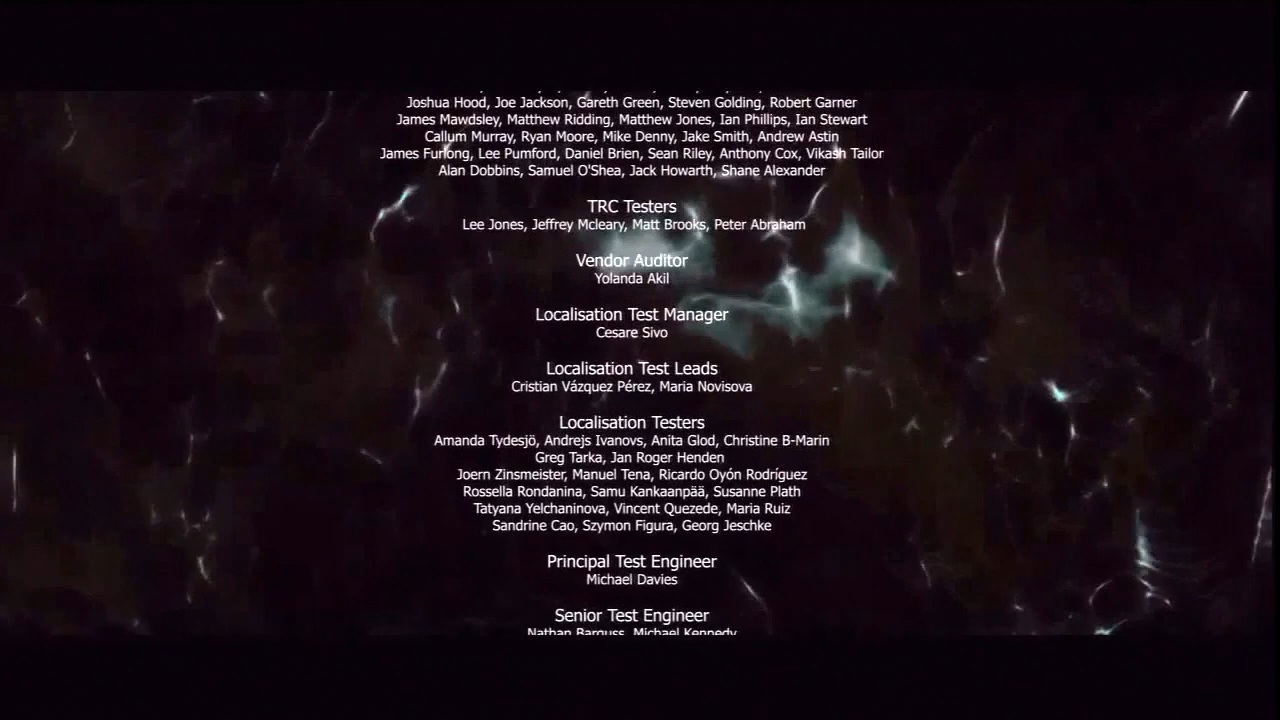 Joshua Hood, Joe Jackson, Gareth Green, Steven Golding, Robert Garner
James Mawdsley, Matthew Ridding, Matthew Jones, Ian Phillips, Ian Stewart
Callum Murray, Ryan Moore, Mike Denny, Jake Smith, Andrew Astin
James Furlong, Lee Pumford, Daniel Brien, Sean Riley, Anthony Cox, Vikash Tailor
Alan Dobbins, Samuel O'Shea, Jack Howarth, Shane Alexander
TRC Testers
Lee Jones, Jeffrey Mcleary, Matt Brooks, Peter Abraham
Vendor Auditor
Yolanda Akil
Localisation Test Manager
Cesare Sivo
Localisation Test Leads
Cristian Vázquez Pérez, Maria Novisova
Localisation Testers
Amanda Tydesjö, Andrejs Ivanovs, Anita Glod, Christine B-Marin
Greg Tarka, Jan Roger Henden
Joern Zinsmeister, Manuel Tena, Ricardo Oyón Rodríguez
Rossella Rondanina, Samu Kankaanpää, Susanne Plath
Tatyana Yelchaninova, Vincent Quezede, Maria Ruiz
Sandrine Cao, Szymon Figura, Georg Jeschke
Principal Test Engineer
Michael Davies
Senior Test Engineer
Nathan Barguss, Michael Kennedy